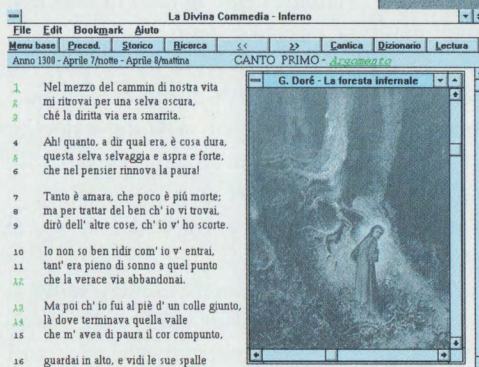 La Divina Commedia - Inferno
File Edit Bookmark Aiuto
Menu base Preced. Storico Ricerca << >> Cantica Dizionario Lectura
Anno 1300 - Aprile 7/notte - Aprile 8/mattina CANTO PRIMO - Argomento
G. Doré - La foresta infernale
1 Nel mezzo del cammin di nostra vita
2 mi ritrovai per una selva oscura,
3 ché la diritta via era smarrita.
4 Ah! quanto, a dir qual era, è cosa dura,
5 questa selva selvaggia e aspra e forte,
6 che nel pensier rinnova la paura!
7 Tanto è amara, che poco è piú morte;
8 ma per trattar del ben ch' io vi trovai,
9 dirò dell' altre cose, ch' io v' ho scorte.
10 Io non so ben ridir com' io v' entrai,
11 tant' era pieno di sonno a quel punto
12 che la verace via abbandonai.
13 Ma poi ch' io fui al piè d' un colle giunto,
14 là dove terminava quella valle
15 che m' avea di paura il cor compunto,
16 guardai in alto, e vidi le sue spalle